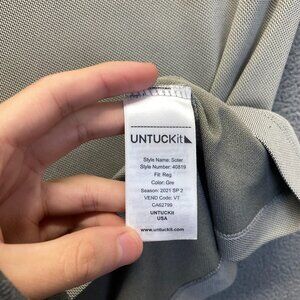 UNTUCKit
Style Name: Soter
Style Number: 40819
Fit: Reg
Color: Gre
Season: 2021 SP 2
VEND Code: VT
CA62799
UNTUCKit
USA
www.untuckit.com